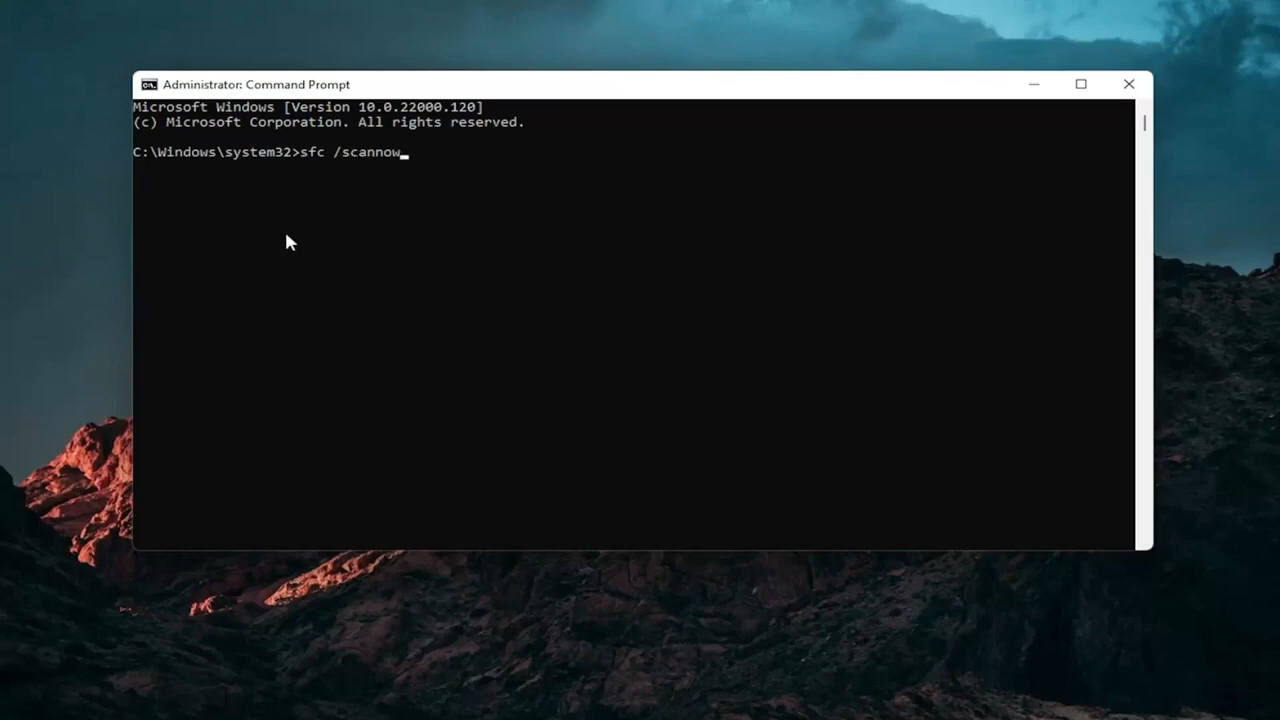 Administrator: Command Prompt
Microsoft Windows [Version 10.0.22000.120]
(c) Microsoft Corporation. All rights reserved.
C:\Windows\system32>sfc /scannow